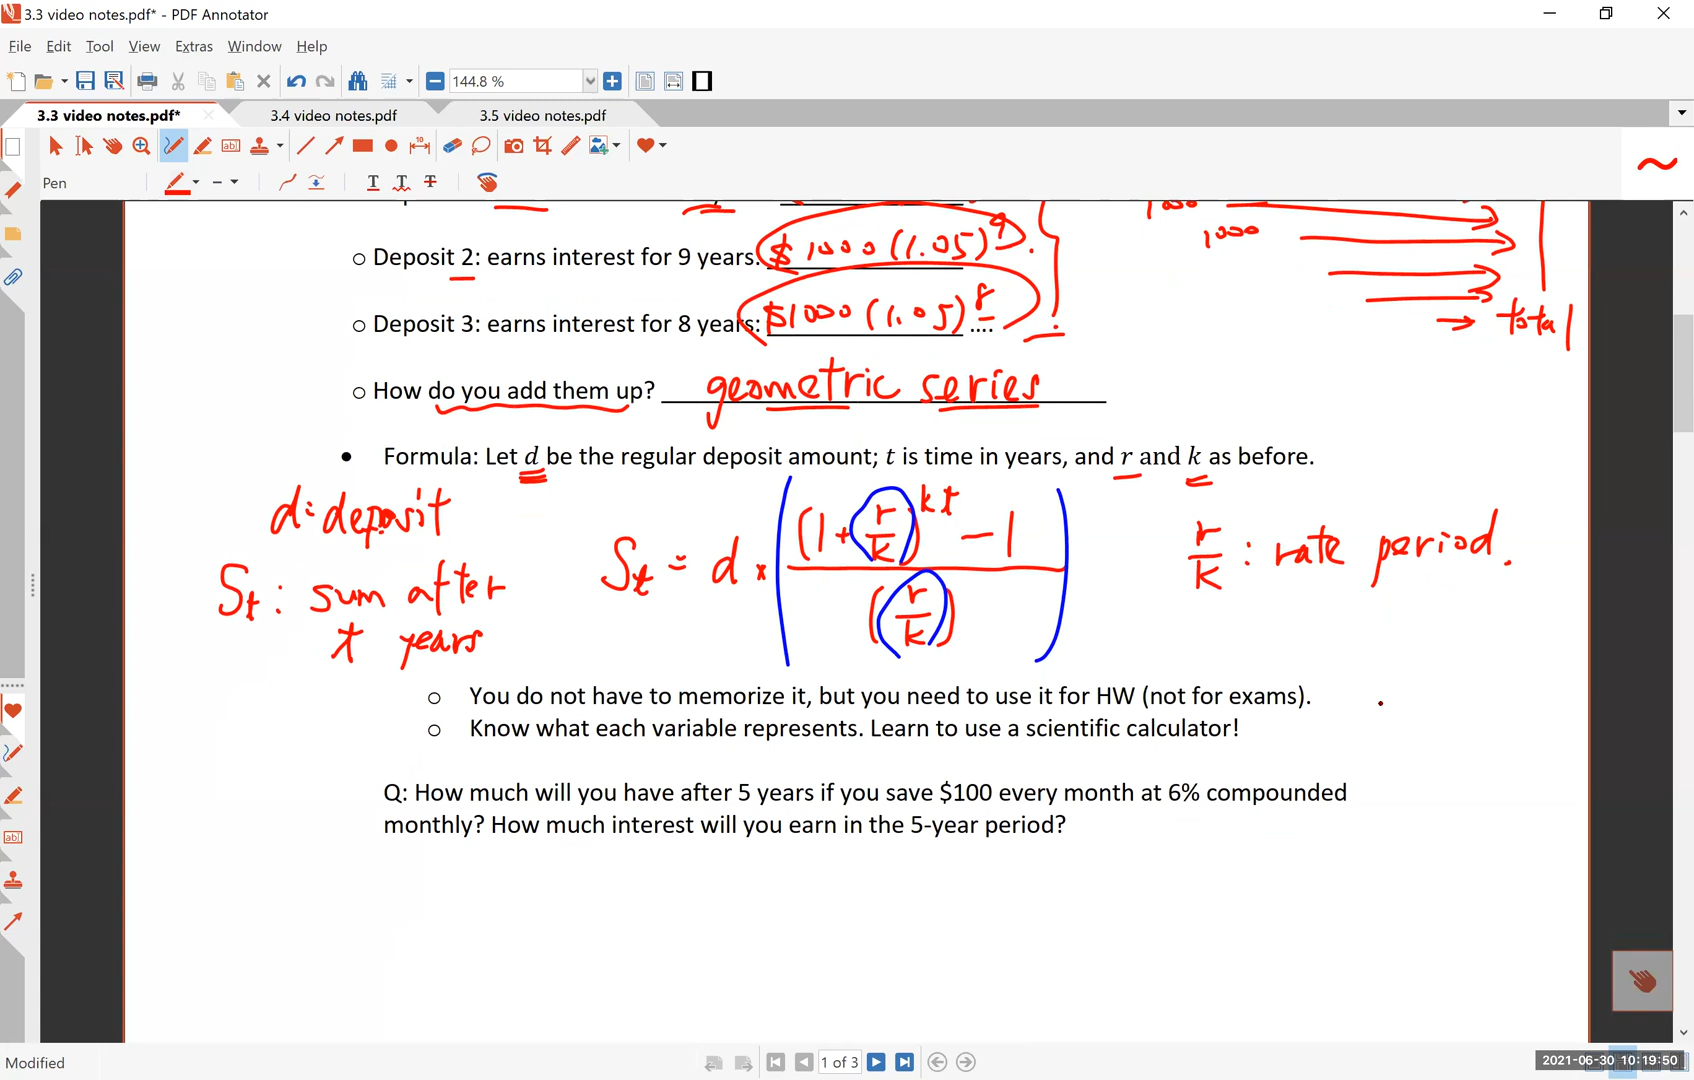 3.3 video notes.pdf* - PDF Annotator
File Edit Tool View Extras Window Help
144.8 %
3.3 video notes.pdf* 3.4 video notes.pdf 3.5 video notes.pdf
Pen
1000
1000
total
o Deposit 2: earns interest for 9 years: $1000(1.05)^9.
o Deposit 3: earns interest for 8 years: $1000(1.05)^8 ....
o How do you add them up? geometric series
• Formula: Let d be the regular deposit amount; t is time in years, and r and k as before.
d: deposit
S_t: sum after
t years
S_t = d × ( ((1 + r/k)^kt − 1) / (r/k) )
r/k : rate period.
o You do not have to memorize it, but you need to use it for HW (not for exams).
o Know what each variable represents. Learn to use a scientific calculator!
Q: How much will you have after 5 years if you save $100 every month at 6% compounded
monthly? How much interest will you earn in the 5-year period?
Modified
1 of 3
2021-06-30 10:19:50